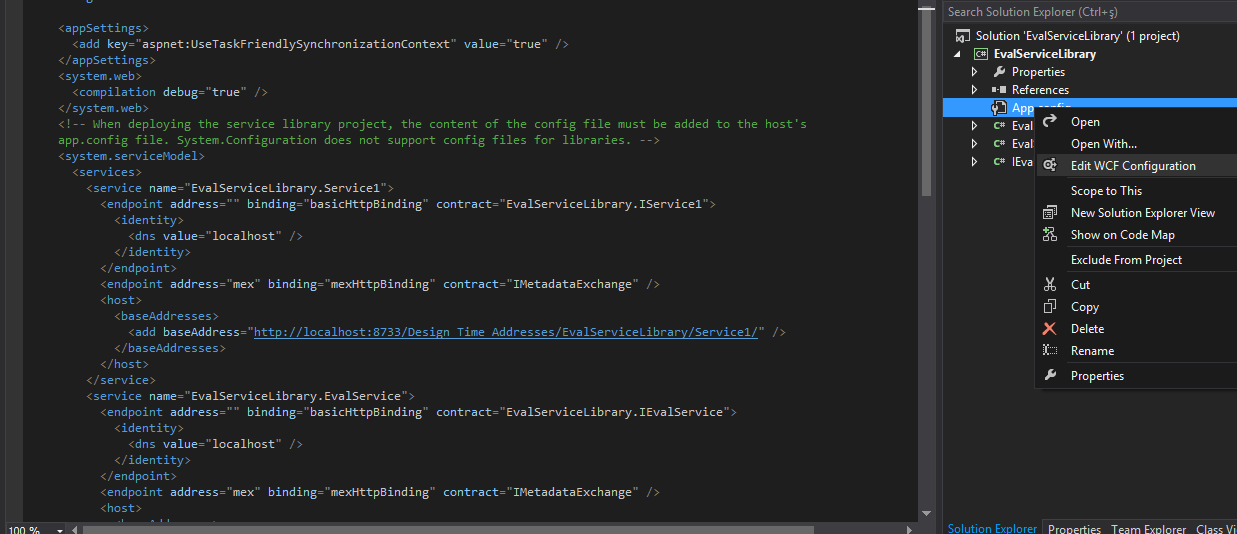 <appSettings>
<add key="aspnet:UseTaskFriendlySynchronizationContext" value="true" />
</appSettings>
<system.web>
<compilation debug="true" />
</system.web>
<!-- When deploying the service library project, the content of the config file must be added to the host's
app.config file. System.Configuration does not support config files for libraries. -->
<system.serviceModel>
<services>
<service name="EvalServiceLibrary.Service1">
<endpoint address="" binding="basicHttpBinding" contract="EvalServiceLibrary.IService1">
<identity>
<dns value="localhost" />
</identity>
</endpoint>
<endpoint address="mex" binding="mexHttpBinding" contract="IMetadataExchange" />
<host>
<baseAddresses>
<add baseAddress="http://localhost:8733/Design_Time_Addresses/EvalServiceLibrary/Service1/" />
</baseAddresses>
</host>
</service>
<service name="EvalServiceLibrary.EvalService">
<endpoint address="" binding="basicHttpBinding" contract="EvalServiceLibrary.IEvalService">
<identity>
<dns value="localhost" />
</identity>
</endpoint>
<endpoint address="mex" binding="mexHttpBinding" contract="IMetadataExchange" />
<host>
100 %
Search Solution Explorer (Ctrl+ş)
Solution 'EvalServiceLibrary' (1 project)
C# EvalServiceLibrary
Properties
References
App.config
C# Eval
C# Eval
C# IEva
Open
Open With...
Edit WCF Configuration
Scope to This
New Solution Explorer View
Show on Code Map
Exclude From Project
Cut
Copy
Delete
Rename
Properties
Solution Explorer Properties Team Explorer Class Vi